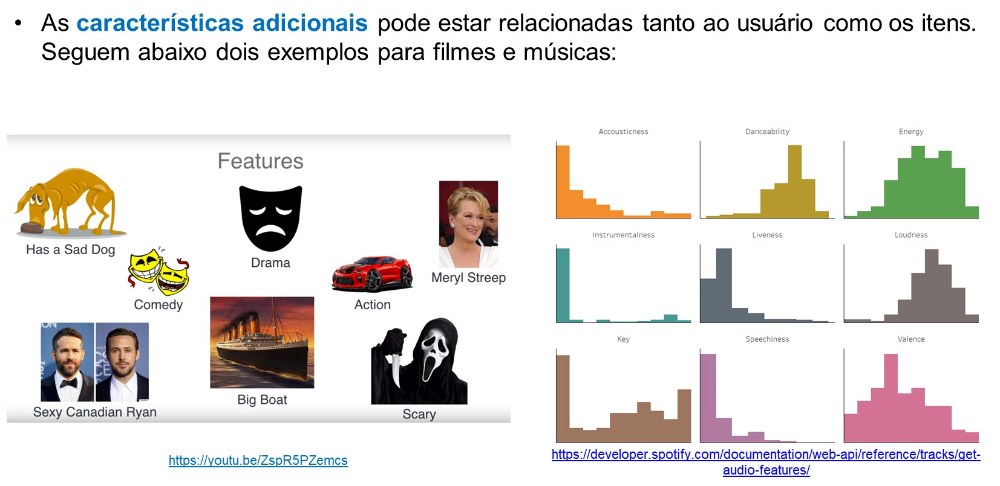 • As características adicionais pode estar relacionadas tanto ao usuário como os itens.
Seguem abaixo dois exemplos para filmes e músicas:
Features
Has a Sad Dog
Drama
Meryl Streep
Comedy
Action
Sexy Canadian Ryan
Big Boat
Scary
https://youtu.be/ZspR5PZemcs
Accousticness
Danceability
Energy
Instrumentalness
Liveness
Loudness
Key
Speechiness
Valence
https://developer.spotify.com/documentation/web-api/reference/tracks/get-
audio-features/